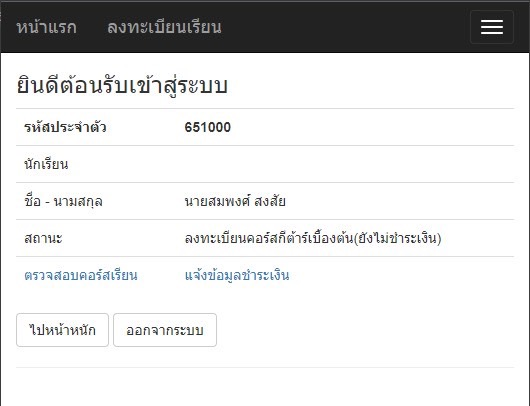 หน้าแรก ลงทะเบียนเรียน
ยินดีต้อนรับเข้าสู่ระบบ
รหัสประจำตัว 651000
นักเรียน
ชื่อ - นามสกุล นายสมพงศ์ สงสัย
สถานะ ลงทะเบียนคอร์สกีต้าร์เบื้องต้น(ยังไม่ชำระเงิน)
ตรวจสอบคอร์สเรียน แจ้งข้อมูลชำระเงิน
ไปหน้าหนัก ออกจากระบบ